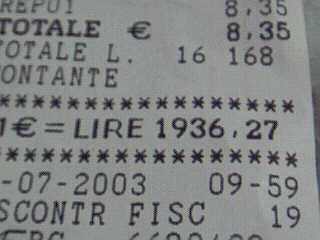 REPU1 8,35
TOTALE € 8,35
TOTALE L. 16 168
CONTANTE
*******************
1€= LIRE 1936,27
*******************
-07-2003 09-59
SCONTR FISC 19